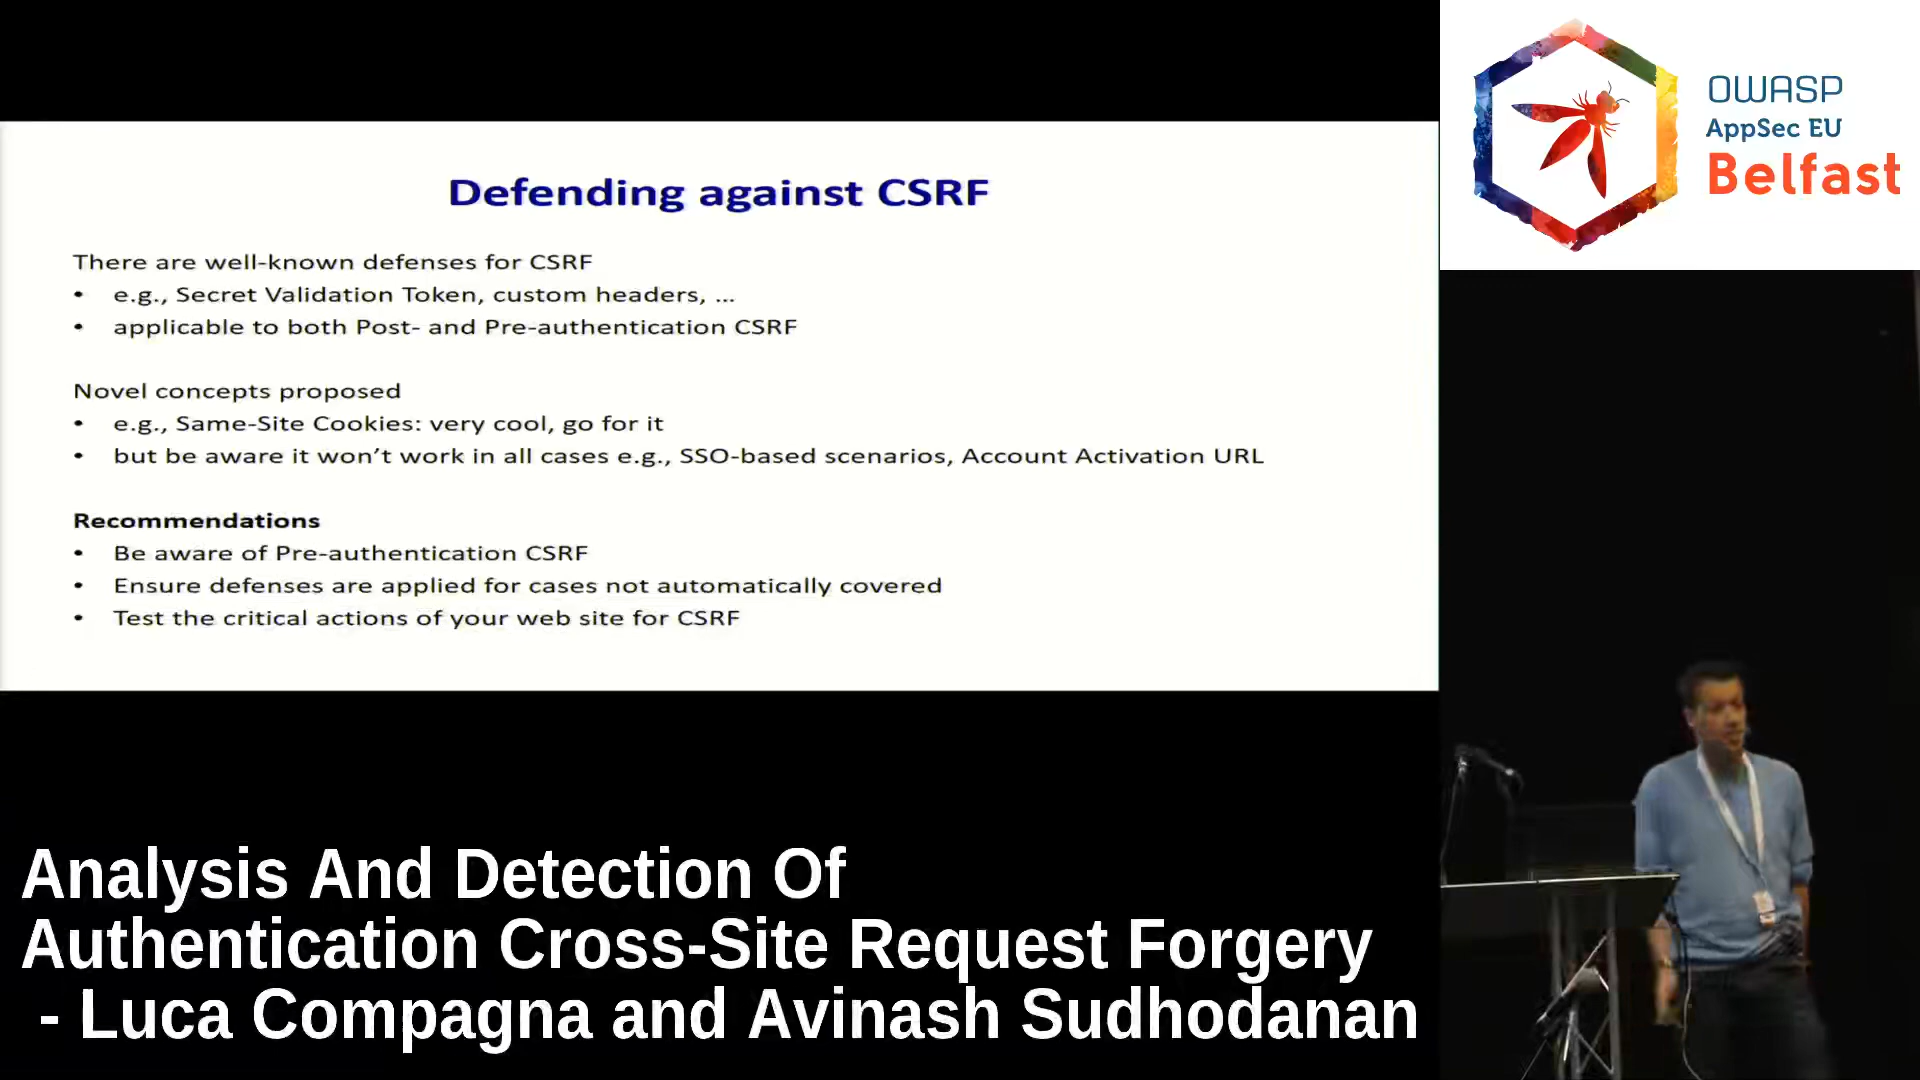 Defending against CSRF
There are well-known defenses for CSRF
• e.g., Secret Validation Token, custom headers, ...
• applicable to both Post- and Pre-authentication CSRF
Novel concepts proposed
• e.g., Same-Site Cookies: very cool, go for it
• but be aware it won't work in all cases e.g., SSO-based scenarios, Account Activation URL
Recommendations
• Be aware of Pre-authentication CSRF
• Ensure defenses are applied for cases not automatically covered
• Test the critical actions of your web site for CSRF
OWASP
AppSec EU
Belfast
Analysis And Detection Of
Authentication Cross-Site Request Forgery
- Luca Compagna and Avinash Sudhodanan